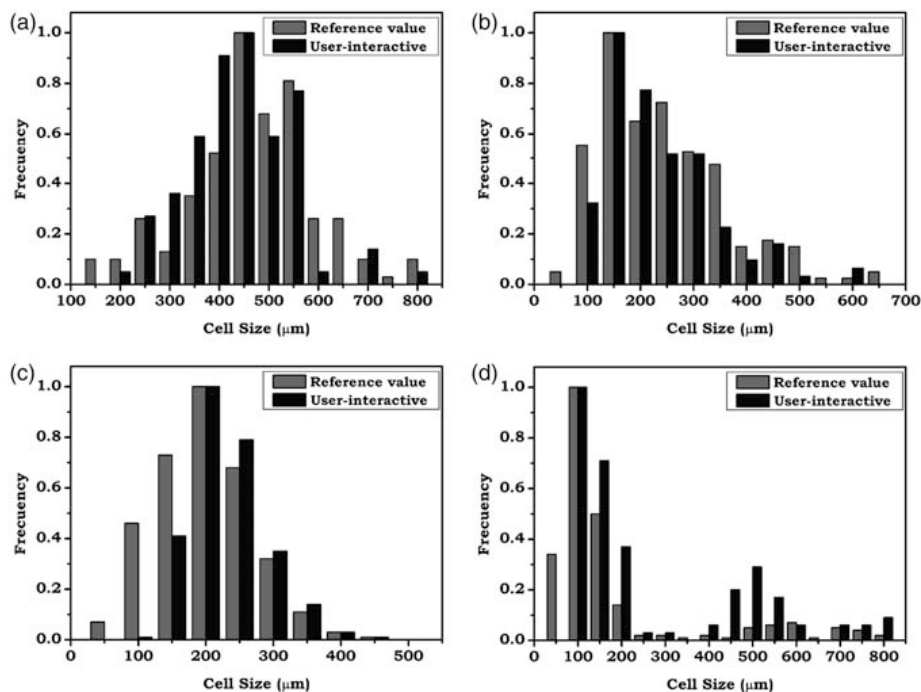 (a)
Reference value
User-interactive
1.0
0.8
0.6
0.4
0.2
0.0
Frecuency
100 200 300 400 500 600 700 800
Cell Size (μm)
(b)
Reference value
User-interactive
1.0
0.8
0.6
0.4
0.2
0.0
Frecuency
0 100 200 300 400 500 600 700
Cell Size (μm)
(c)
Reference value
User-interactive
1.0
0.8
0.6
0.4
0.2
0.0
Frecuency
0 100 200 300 400 500
Cell Size (μm)
(d)
Reference value
User-interactive
1.0
0.8
0.6
0.4
0.2
0.0
Frecuency
0 100 200 300 400 500 600 700 800
Cell Size (μm)